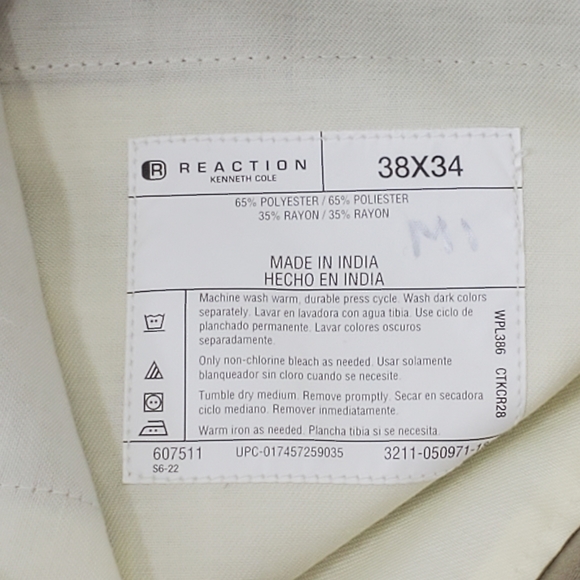 R REACTION
KENNETH COLE
38X34
65% POLYESTER / 65% POLIESTER
35% RAYON / 35% RAYON
MADE IN INDIA
HECHO EN INDIA
Machine wash warm, durable press cycle. Wash dark colors
separately. Lavar en lavadora con agua tibia. Use ciclo de
planchado permanente. Lavar colores oscuros
separadamente.
Only non-chlorine bleach as needed. Usar solamente
blanqueador sin cloro cuando se necesite.
Tumble dry medium. Remove promptly. Secar en secadora
ciclo mediano. Remover inmediatamente.
Warm iron as needed. Plancha tibia si se necesita.
WPL386 CTKCR28
607511
S6-22
UPC-017457259035